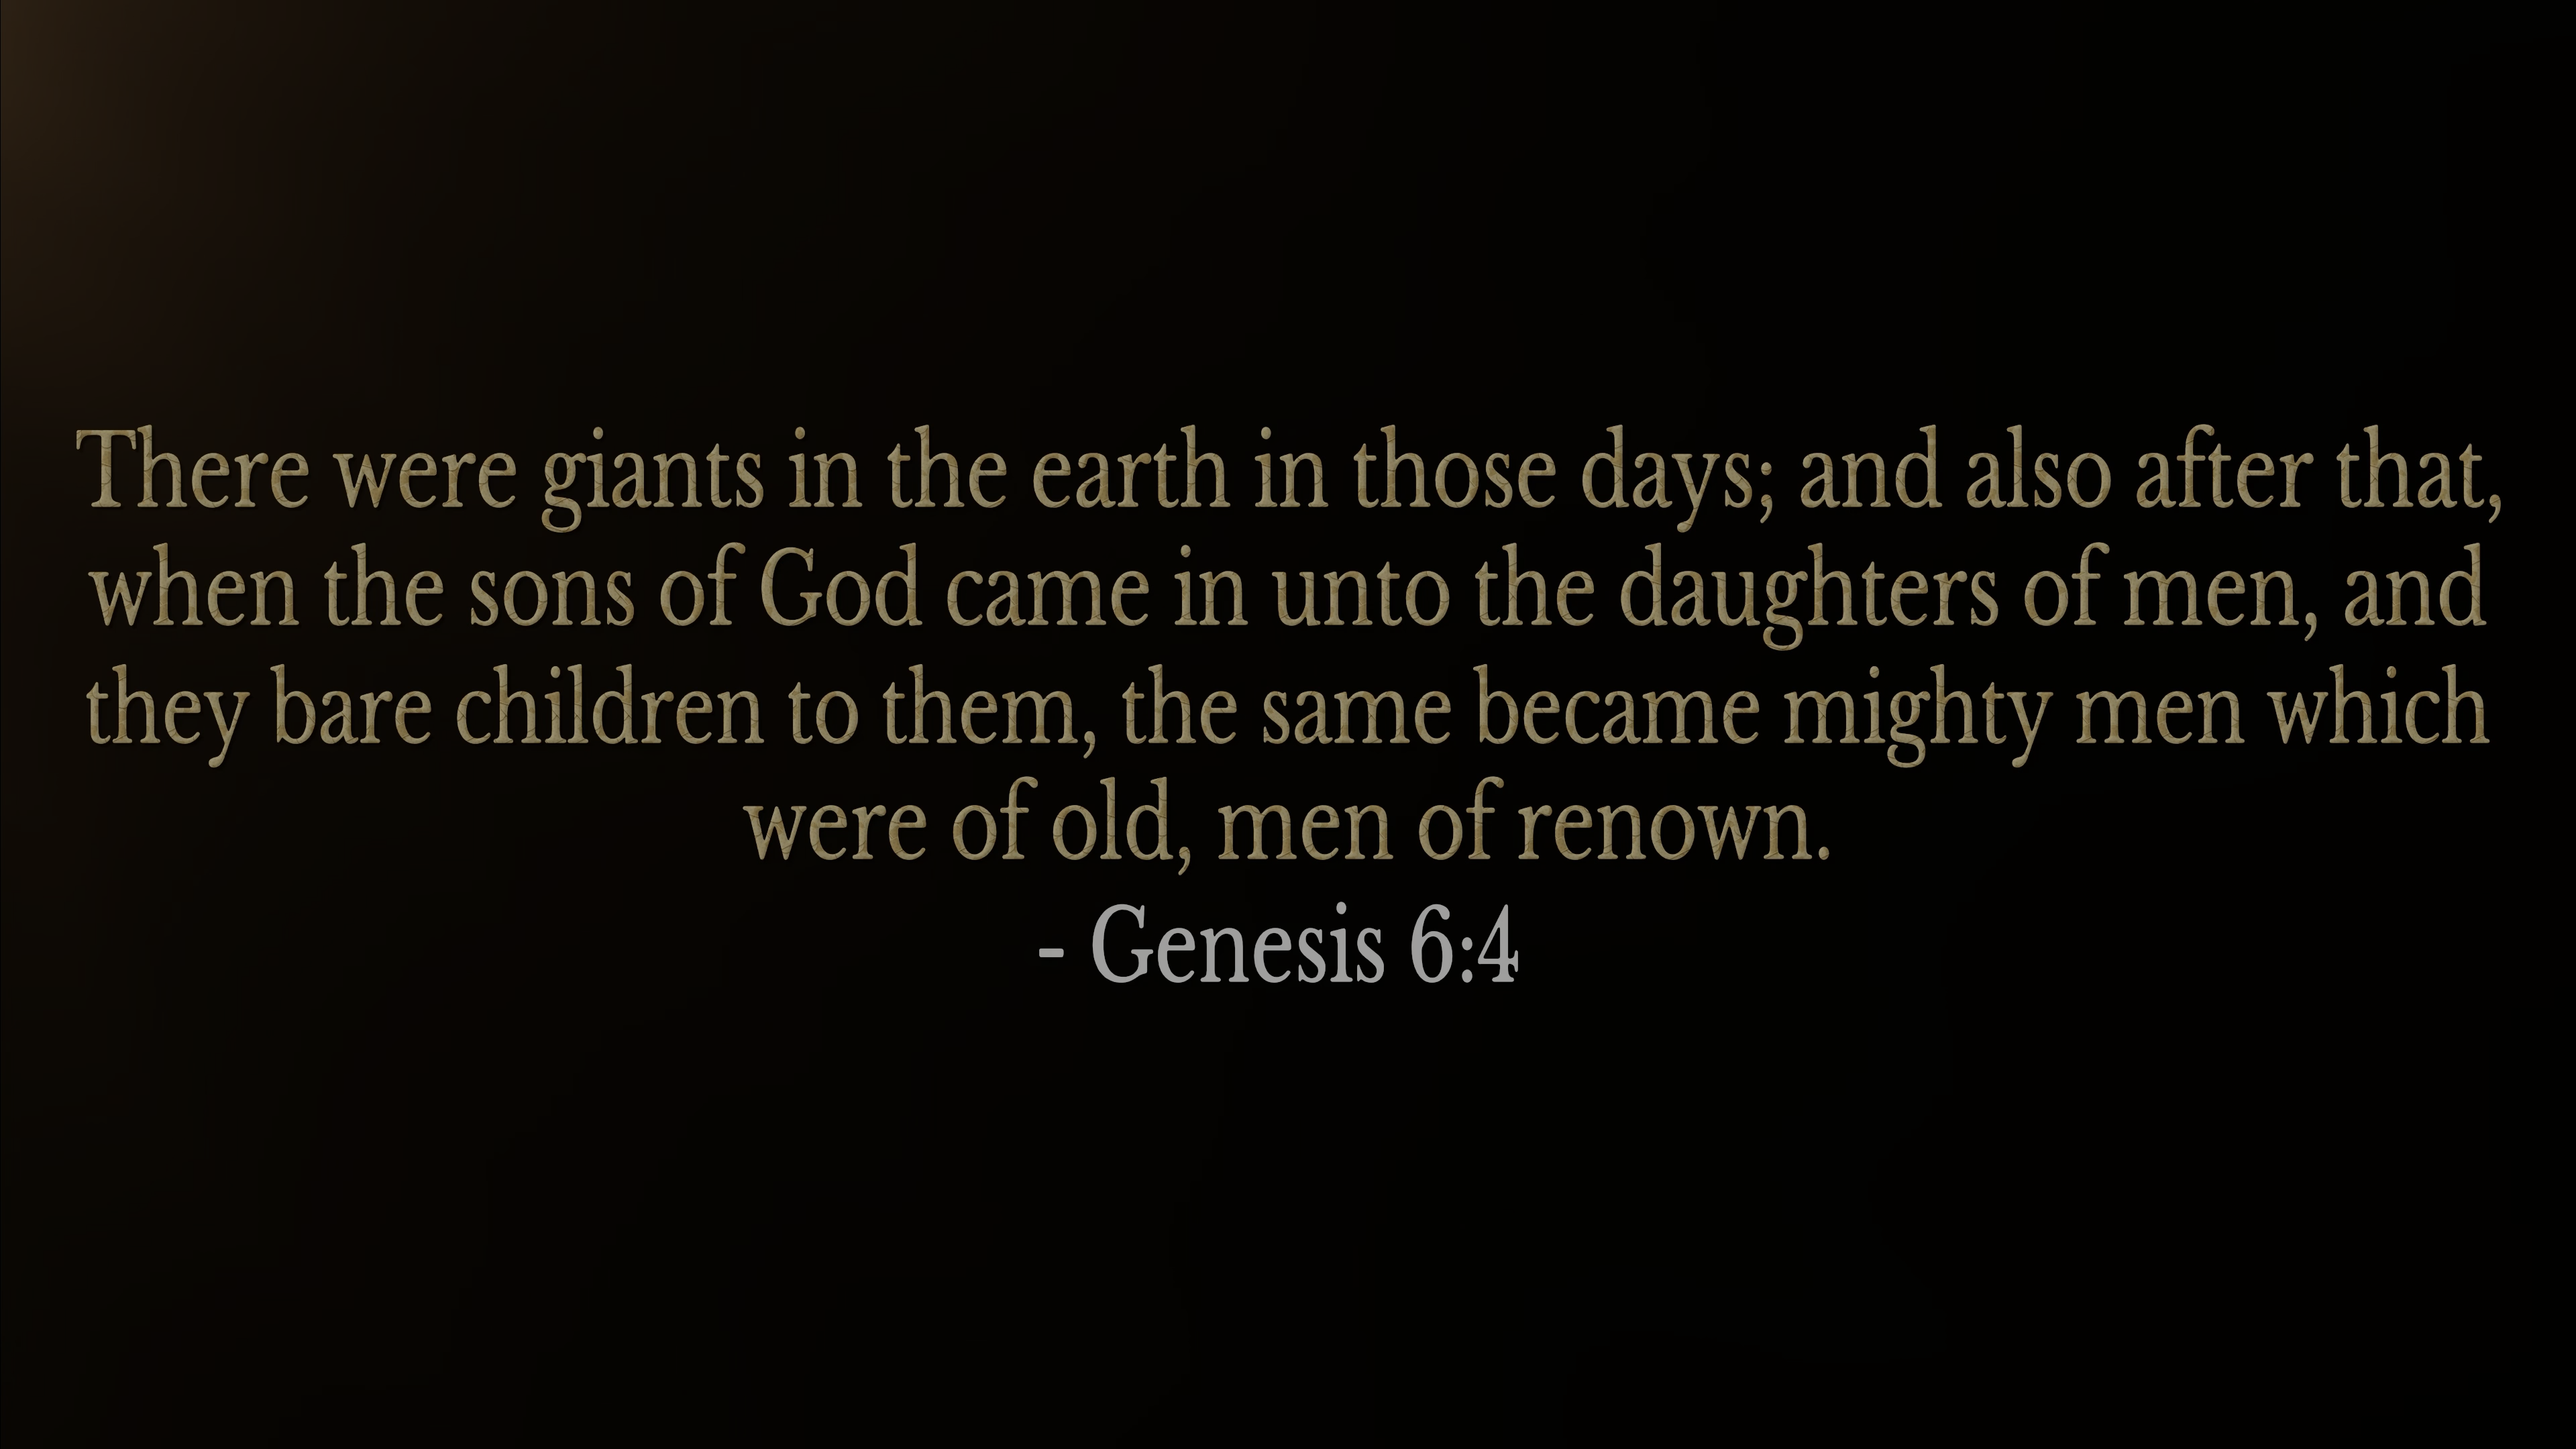 There were giants in the earth in those days; and also after that,
when the sons of God came in unto the daughters of men, and
they bare children to them, the same became mighty men which
were of old, men of renown.
- Genesis 6:4